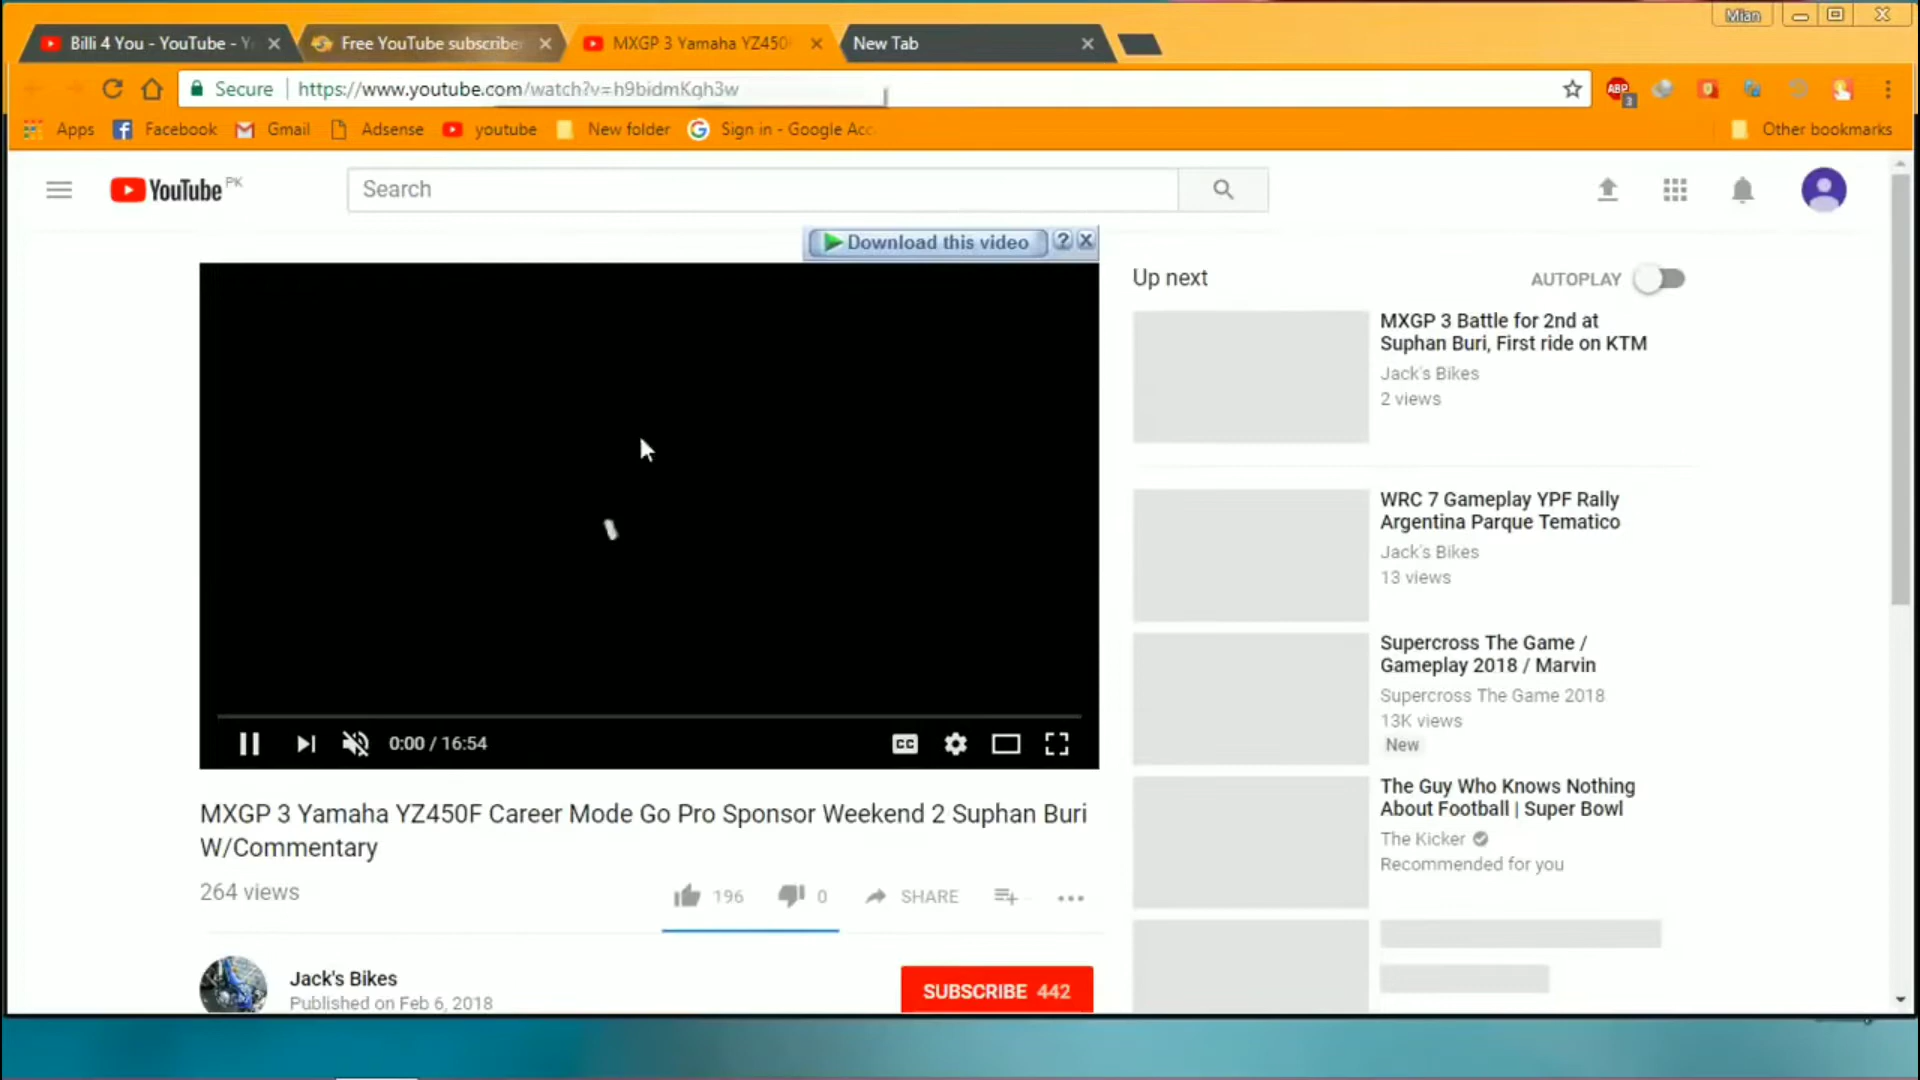 Mian
Billi 4 You - YouTube - Y
Free YouTube subscriber
MXGP 3 Yamaha YZ450F
New Tab
Secure
https://www.youtube.com/watch?v=h9bidmKqh3w
ABP
3
Apps
Facebook
Gmail
Adsense
youtube
New folder
Sign in - Google Acc
Other bookmarks
YouTube PK
Search
Download this video
?
Up next
AUTOPLAY
MXGP 3 Battle for 2nd at
Suphan Buri, First ride on KTM
Jack's Bikes
2 views
WRC 7 Gameplay YPF Rally
Argentina Parque Tematico
Jack's Bikes
13 views
Supercross The Game /
Gameplay 2018 / Marvin
Supercross The Game 2018
13K views
New
The Guy Who Knows Nothing
About Football | Super Bowl
The Kicker
Recommended for you
0:00 / 16:54
CC
MXGP 3 Yamaha YZ450F Career Mode Go Pro Sponsor Weekend 2 Suphan Buri
W/Commentary
264 views
196
0
SHARE
Jack's Bikes
Published on Feb 6, 2018
SUBSCRIBE 442